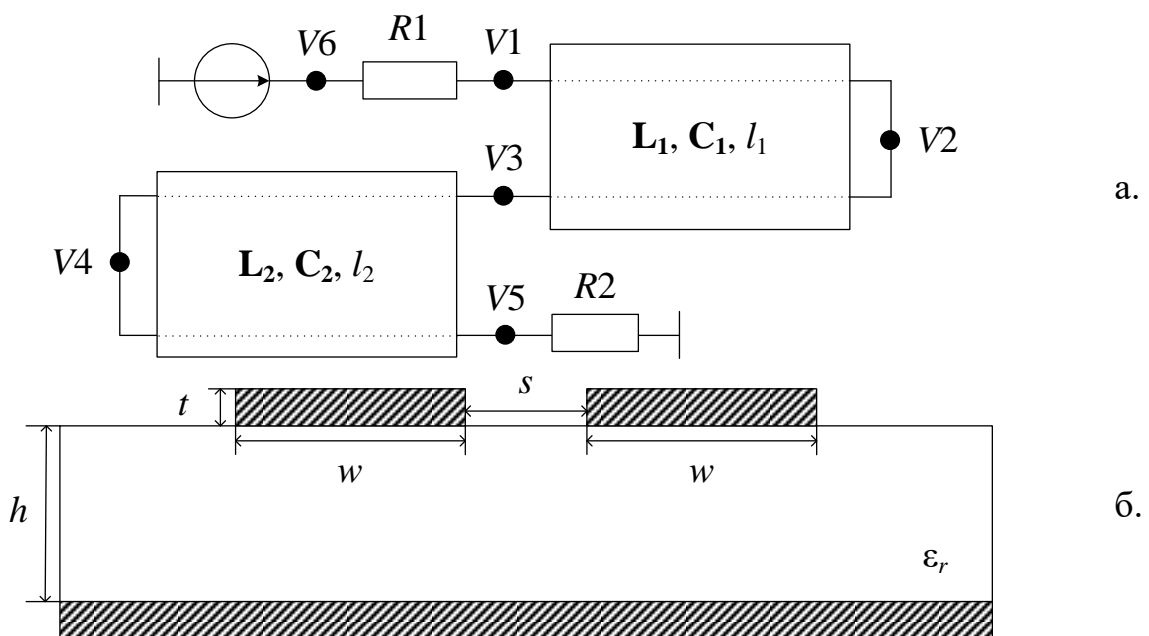 V6 R1 V1
L₁, C₁, l₁ V2
V3
а.
V4 L₂, C₂, l₂
V5 R2
t s
w w
h
б.
εᵣ